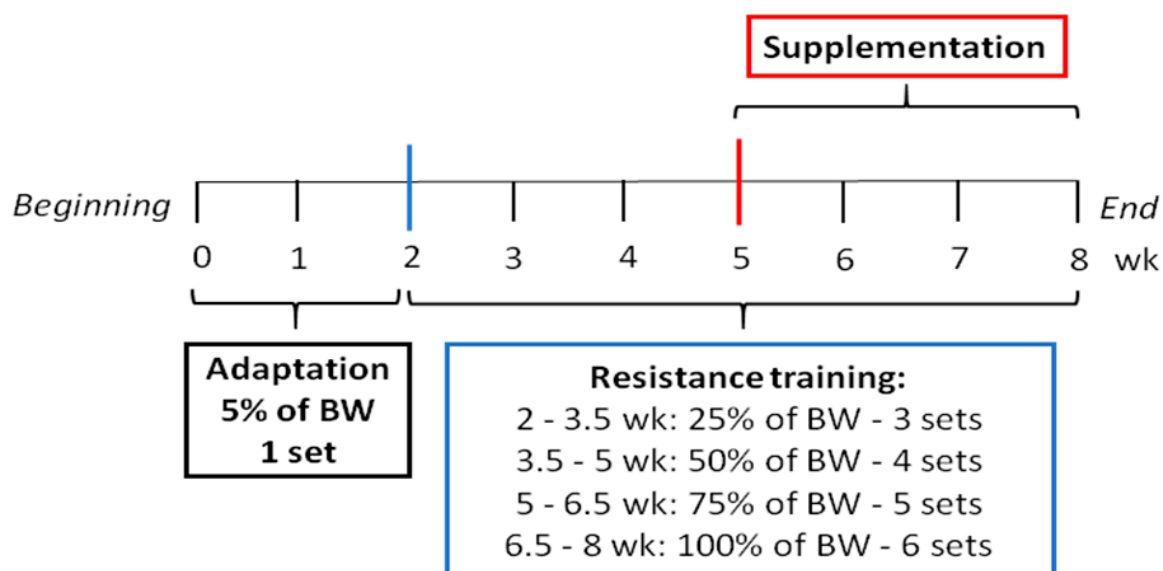 Supplementation
Beginning
End
0 1 2 3 4 5 6 7 8 wk
Adaptation
5% of BW
1 set
Resistance training:
2 - 3.5 wk: 25% of BW - 3 sets
3.5 - 5 wk: 50% of BW - 4 sets
5 - 6.5 wk: 75% of BW - 5 sets
6.5 - 8 wk: 100% of BW - 6 sets